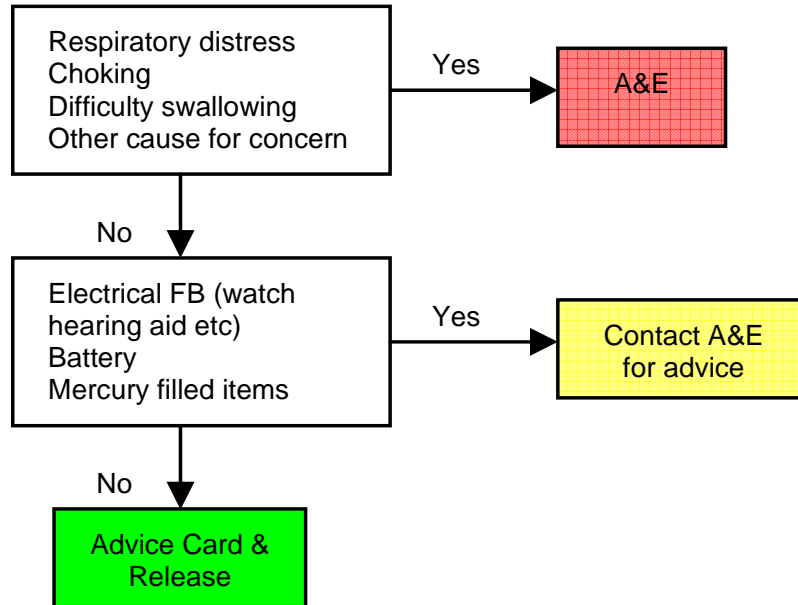 Respiratory distress
Choking
Difficulty swallowing
Other cause for concern
Yes
A&E
No
Electrical FB (watch
hearing aid etc)
Battery
Mercury filled items
Yes
Contact A&E
for advice
No
Advice Card &
Release